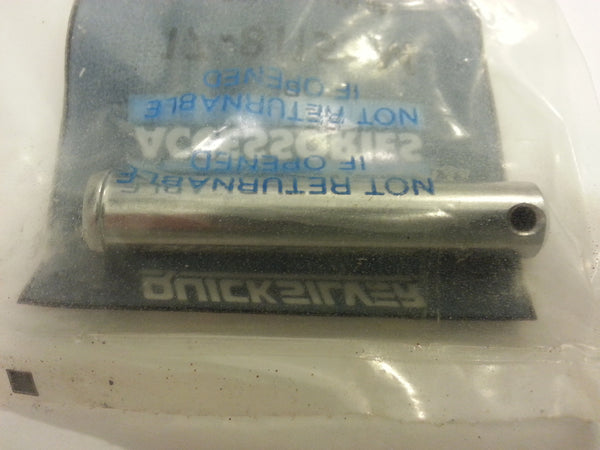 QUICKSILVER
NOT RETURNABLE
IF OPENED
ACCESSORIES
NOT RETURNABLE
IF OPENED